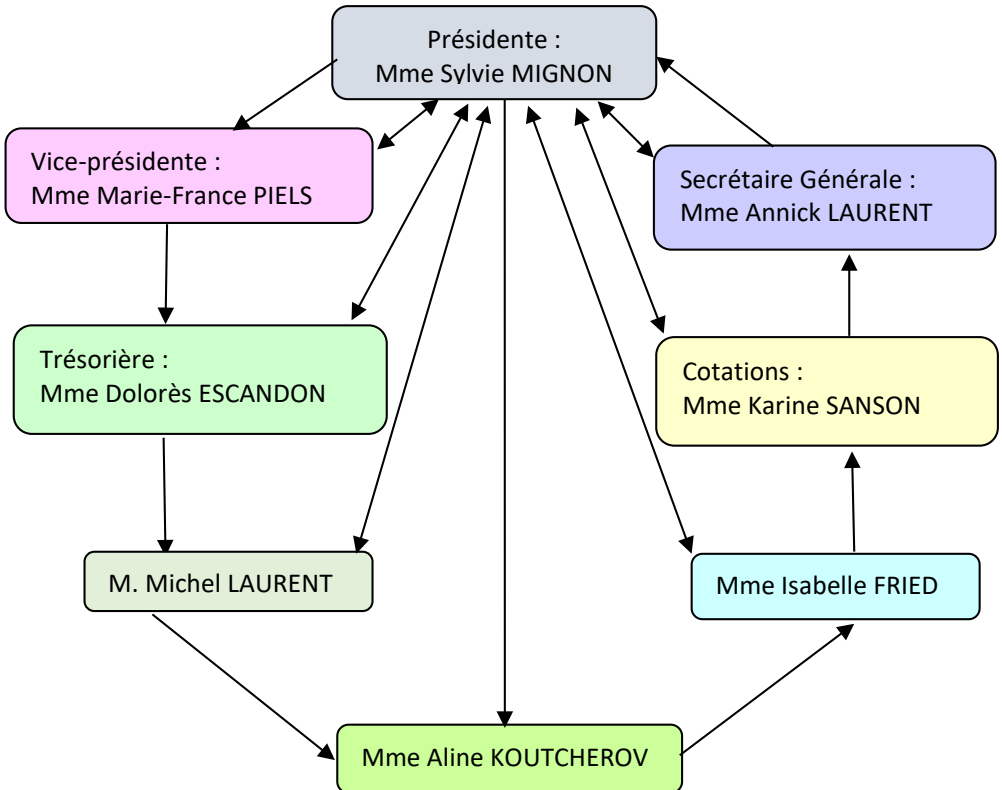 Présidente :
Mme Sylvie MIGNON
Vice-présidente :
Mme Marie-France PIELS
Secrétaire Générale :
Mme Annick LAURENT
Trésorière :
Mme Dolorès ESCANDON
Cotations :
Mme Karine SANSON
M. Michel LAURENT
Mme Isabelle FRIED
Mme Aline KOUTCHEROV